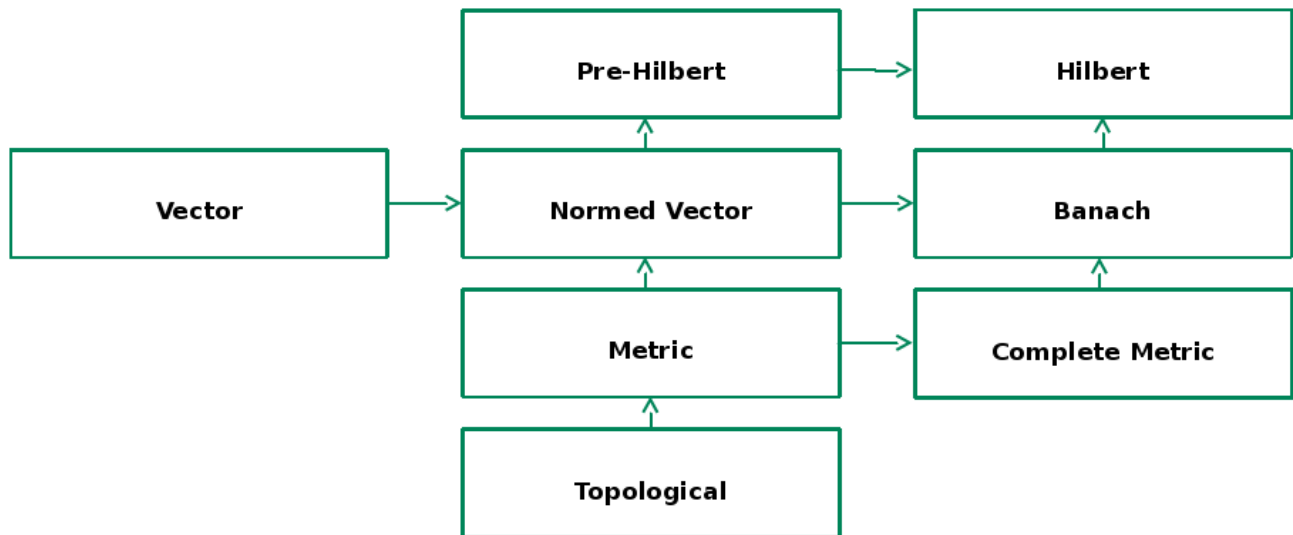 Pre-Hilbert
Hilbert
Vector
Normed Vector
Banach
Metric
Complete Metric
Topological